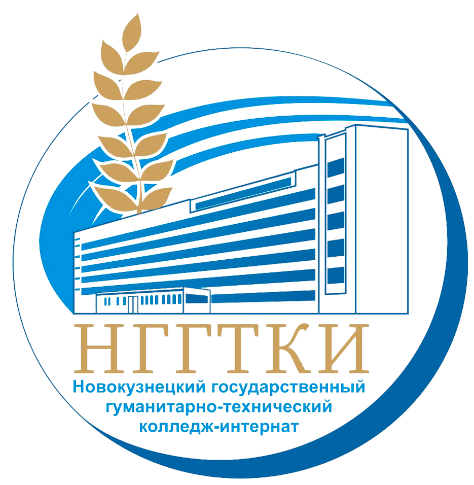 НГГТКИ
Новокузнецкий государственный
гуманитарно-технический
колледж-интернат